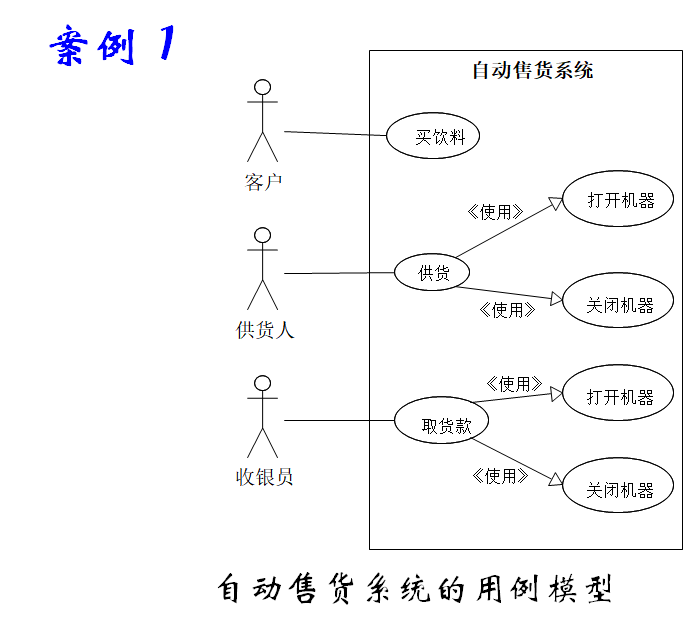 案例1
自动售货系统
客户
买饮料
《使用》
打开机器
供货人
供货
《使用》
关闭机器
收银员
取货款
《使用》
打开机器
《使用》
关闭机器
自动售货系统的用例模型